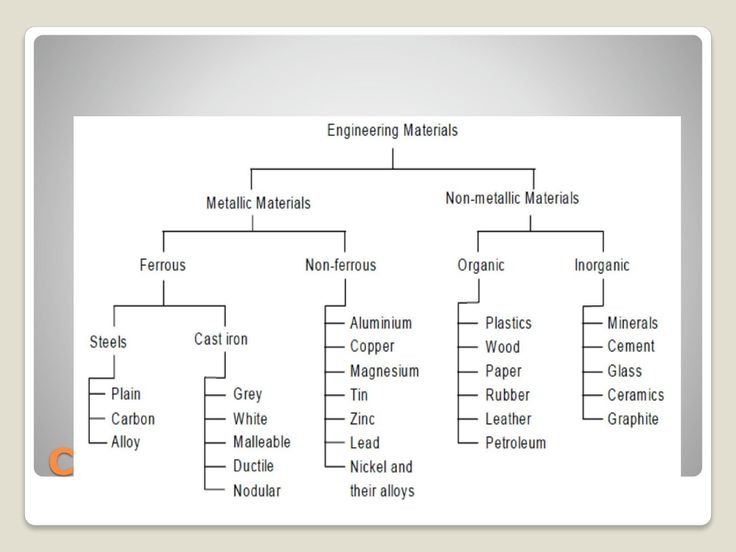 Engineering Materials
Metallic Materials
Non-metallic Materials
Ferrous
Non-ferrous
Organic
Inorganic
Steels
Cast iron
Plain
Carbon
Alloy
Grey
White
Malleable
Ductile
Nodular
Aluminium
Copper
Magnesium
Tin
Zinc
Lead
Nickel and
their alloys
Plastics
Wood
Paper
Rubber
Leather
Petroleum
Minerals
Cement
Glass
Ceramics
Graphite
C